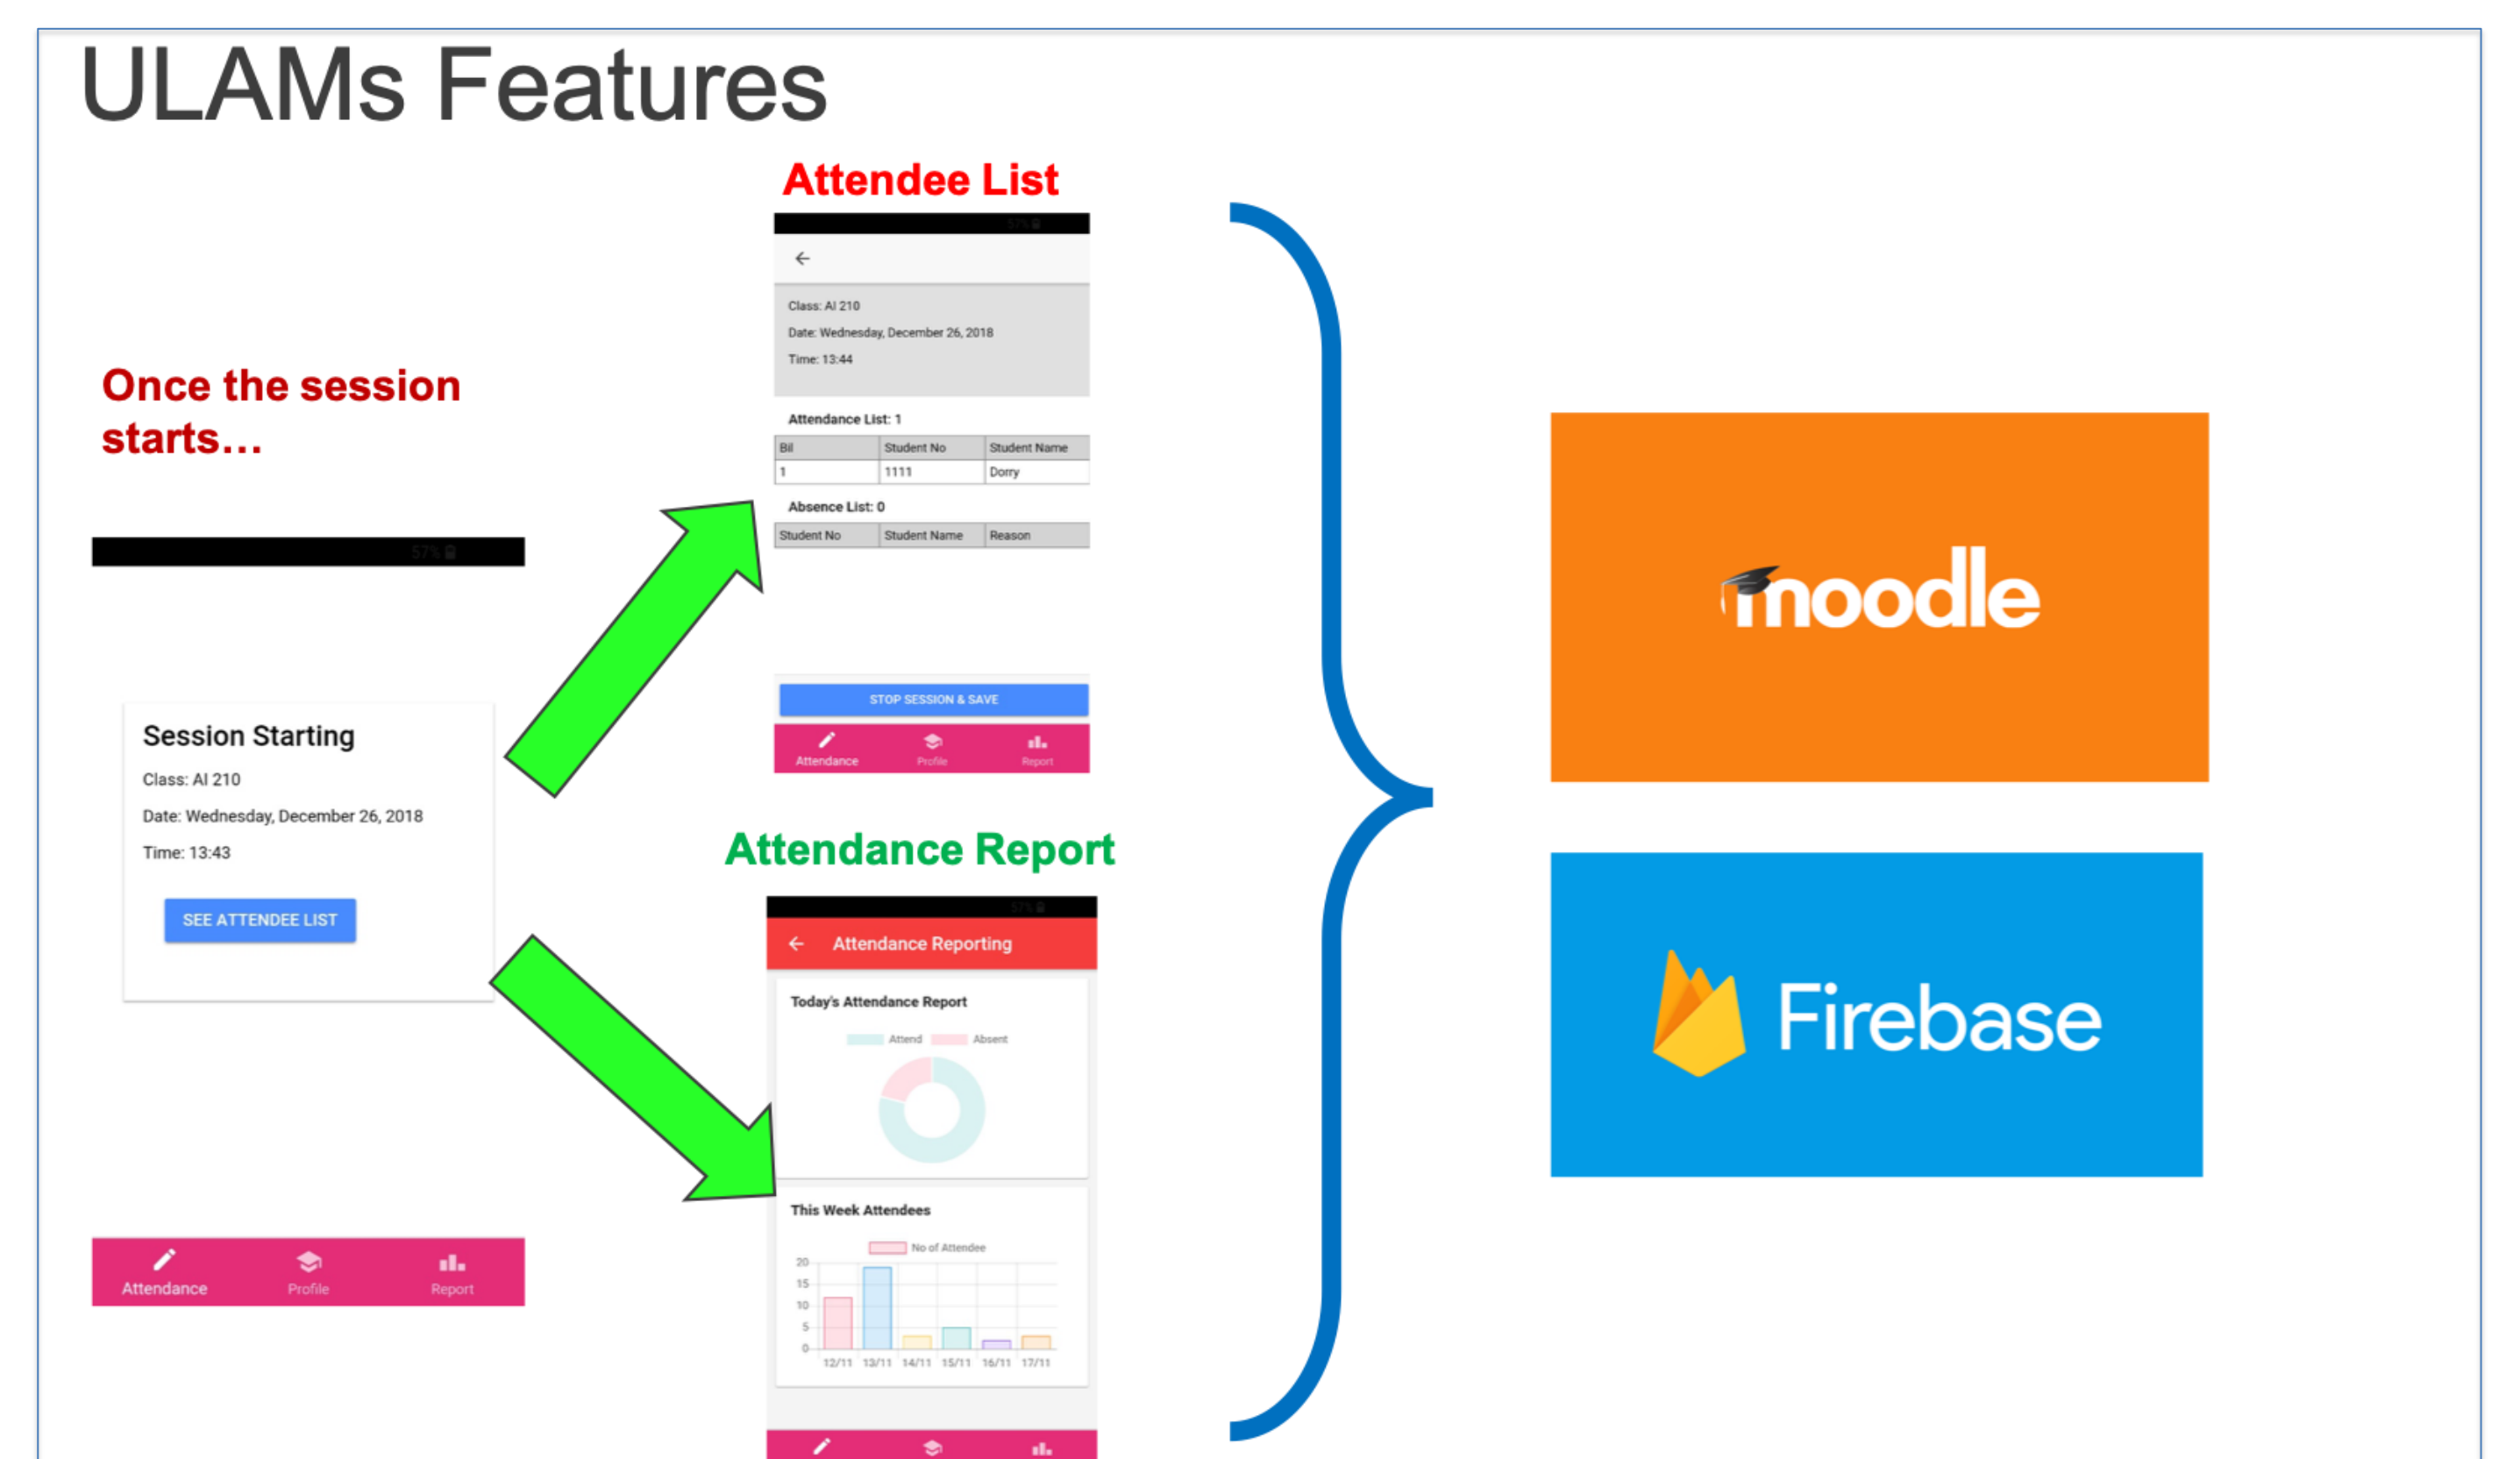 ULAMs Features
Once the session
starts...
57%
Session Starting
Class: AI 210
Date: Wednesday, December 26, 2018
Time: 13:43
SEE ATTENDEE LIST
Attendance Profile Report
Attendee List
57%
Class: AI 210
Date: Wednesday, December 26, 2018
Time: 13:44
Attendance List: 1
Bil Student No Student Name
1 1111 Dorry
Absence List: 0
Student No Student Name Reason
STOP SESSION & SAVE
Attendance Profile Report
Attendance Report
57%
Attendance Reporting
Today's Attendance Report
Attend Absent
This Week Attendees
No of Attendee
20
15
10
5
0
12/11 13/11 14/11 15/11 16/11 17/11
moodle
Firebase